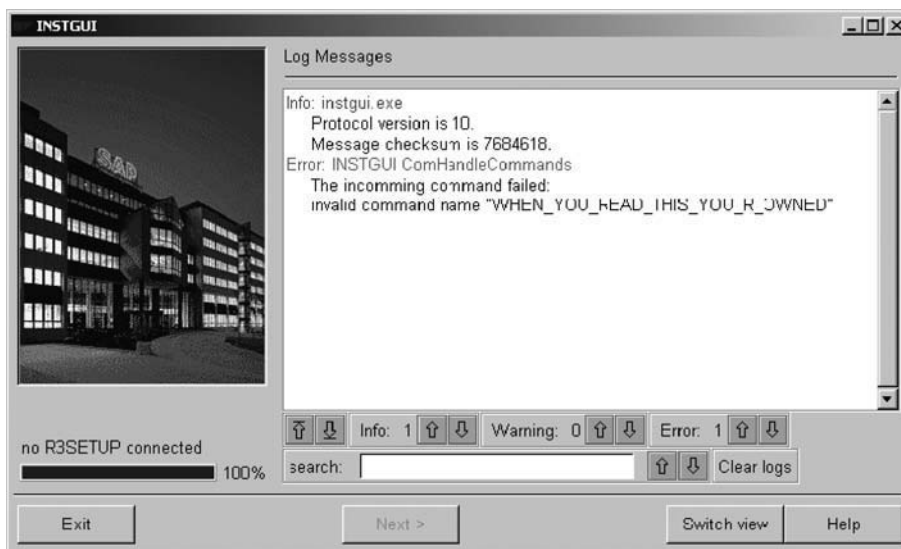 INSTGUI
Log Messages
Info: instgui.exe
Protocol version is 10.
Message checksum is 7684618.
Error: INSTGUI ComHandleCommands
The incomming command failed:
invalid command name "WHEN_YOU_READ_THIS_YOU_R_OWNED"
SAP
Info: 1 Warning: 0 Error: 1
no R3SETUP connected
100%
search: Clear logs
Exit Next > Switch view Help